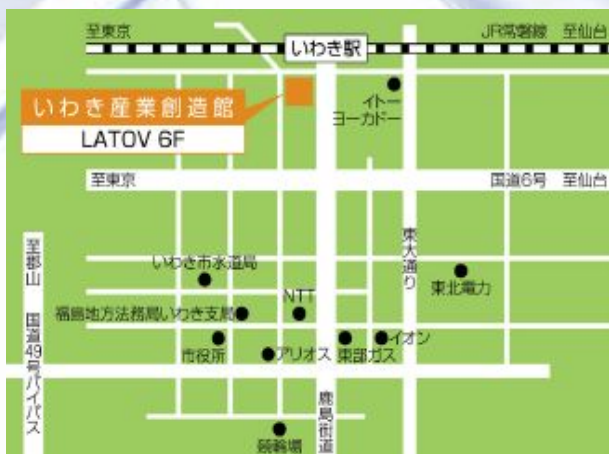 至東京
いわき駅
JR常磐線 至仙台
いわき産業創造館
LATOV 6F
イトー
ヨーカドー
至東京
国道6号 至仙台
至郡山 国道49号バイパス
いわき市水道局
東大通り
東北電力
NTT
福島地方法務局いわき支局
市役所
アリオス
東部ガス
イオン
鹿島街道
競輪場